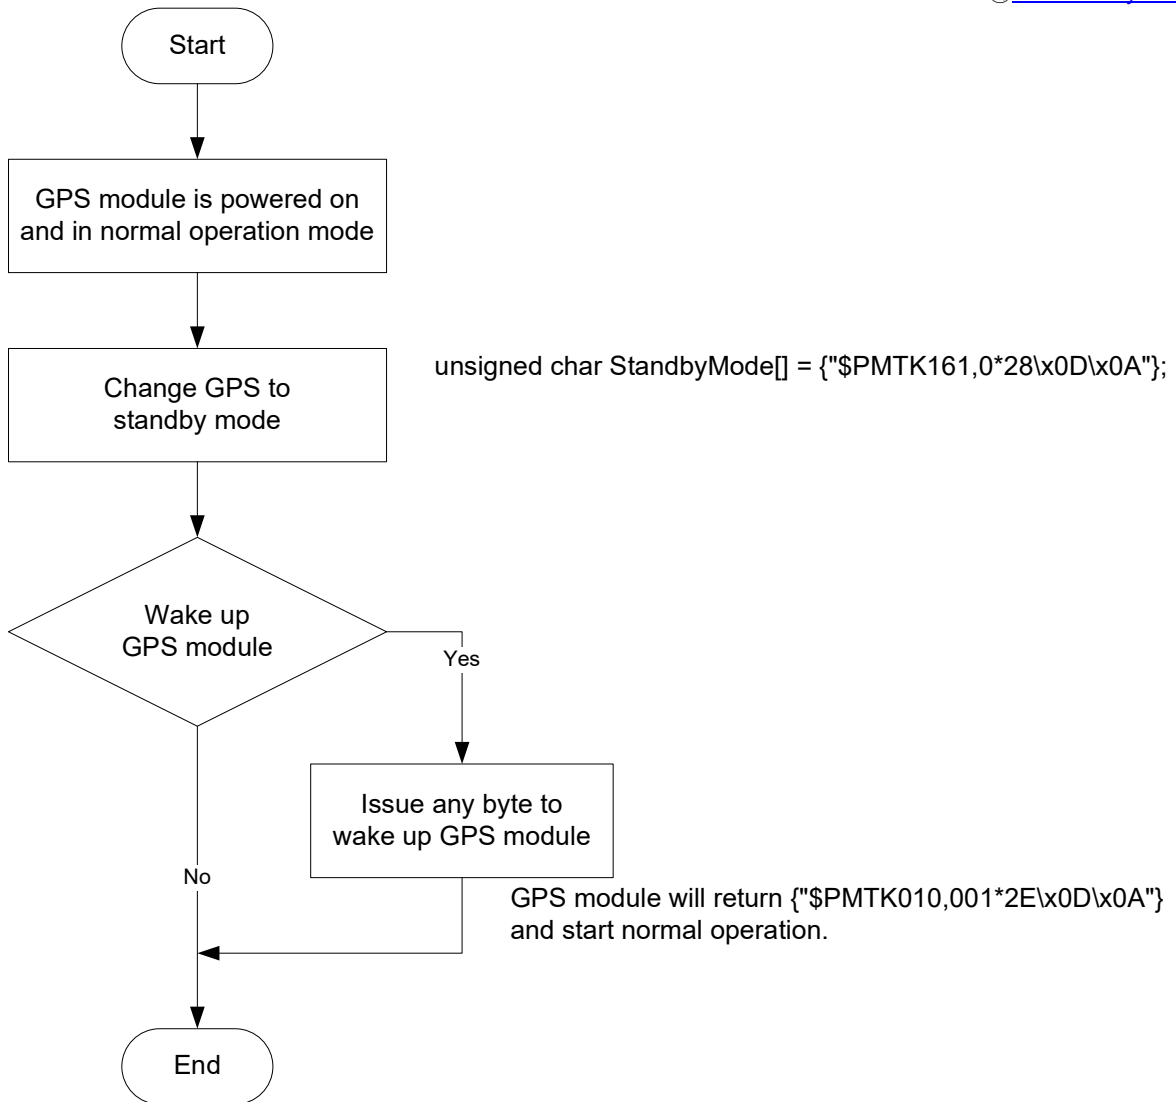 Start
GPS module is powered on
and in normal operation mode
Change GPS to
standby mode
unsigned char StandbyMode[] = {"$PMTK161,0*28\x0D\x0A"};
Wake up
GPS module
Yes
Issue any byte to
wake up GPS module
No
GPS module will return {"$PMTK010,001*2E\x0D\x0A"}
and start normal operation.
End